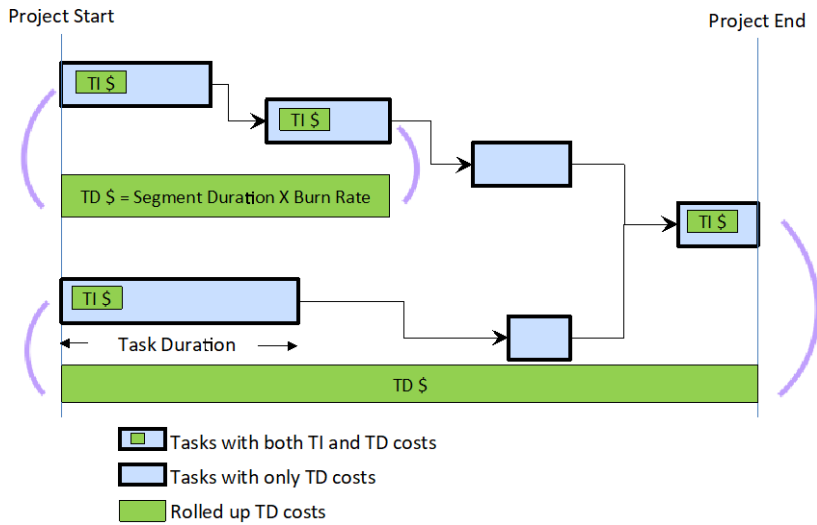 Project Start
Project End
TI $
TI $
TD $ = Segment Duration X Burn Rate
TI $
TI $
Task Duration
TD $
Tasks with both TI and TD costs
Tasks with only TD costs
Rolled up TD costs